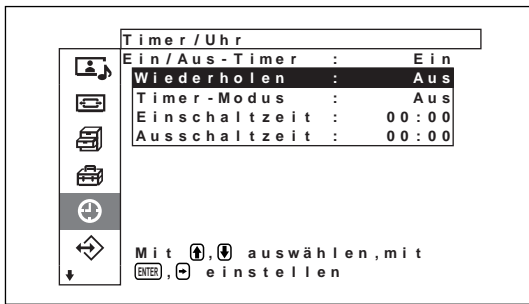 Timer/Uhr
Ein/Aus-Timer : Ein
Wiederholen : Aus
Timer-Modus : Aus
Einschaltzeit : 00:00
Ausschaltzeit : 00:00
Mit ↑,↓ auswählen,mit
ENTER,→ einstellen